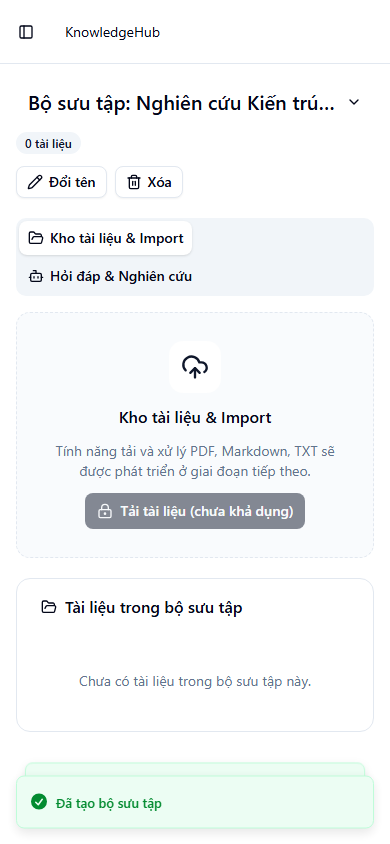 KnowledgeHub
Bộ sưu tập: Nghiên cứu Kiến trú...
0 tài liệu
Đổi tên
Xóa
Kho tài liệu & Import
Hỏi đáp & Nghiên cứu
Kho tài liệu & Import
Tính năng tải và xử lý PDF, Markdown, TXT sẽ
được phát triển ở giai đoạn tiếp theo.
Tải tài liệu (chưa khả dụng)
Tài liệu trong bộ sưu tập
Chưa có tài liệu trong bộ sưu tập này.
Đã tạo bộ sưu tập